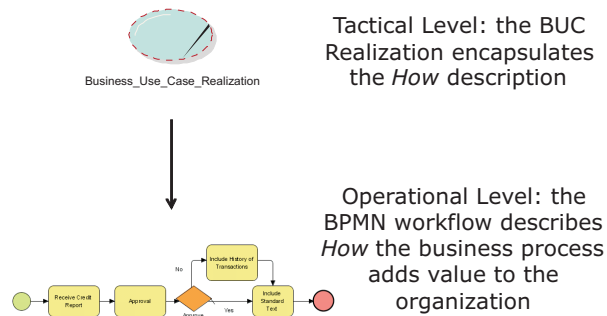 Tactical Level: the BUC
Realization encapsulates
the How description
Business_Use_Case_Realization
Operational Level: the
BPMN workflow describes
How the business process
adds value to the
organization
Include History of
Transactions
No
Receive Credit
Report
Approval
Approve
Yes
Include
Standard
Text